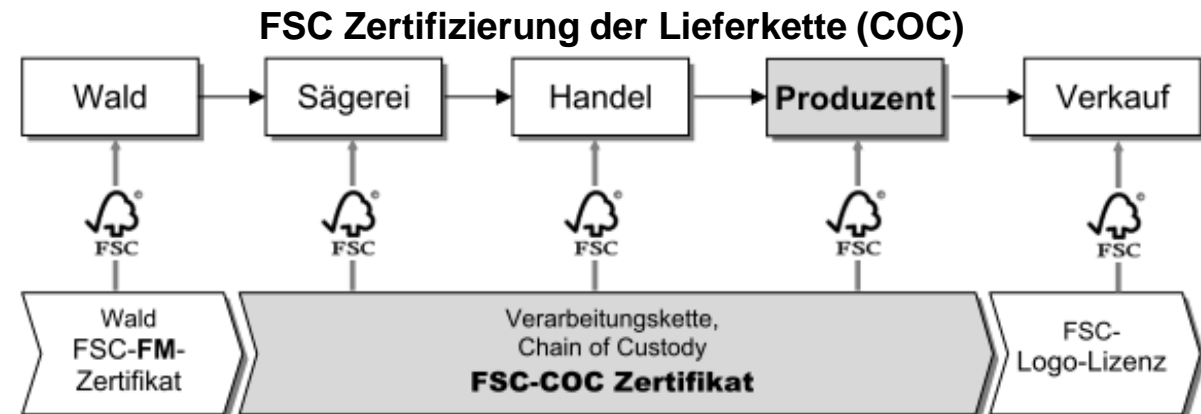 FSC Zertifizierung der Lieferkette (COC)
Wald
Sägerei
Handel
Produzent
Verkauf
©
FSC
©
FSC
©
FSC
©
FSC
©
FSC
Wald
FSC-FM-
Zertifikat
Verarbeitungskette,
Chain of Custody
FSC-COC Zertifikat
FSC-
Logo-Lizenz